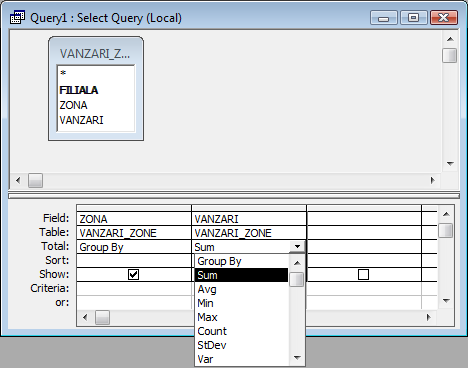 Query1 : Select Query (Local)
VANZARI_Z...
*
FILIALA
ZONA
VANZARI
Field: ZONA VANZARI
Table: VANZARI_ZONE VANZARI_ZONE
Total: Group By Sum
Sort: Group By
Show: Sum
Criteria: Avg
or: Min
Max
Count
StDev
Var